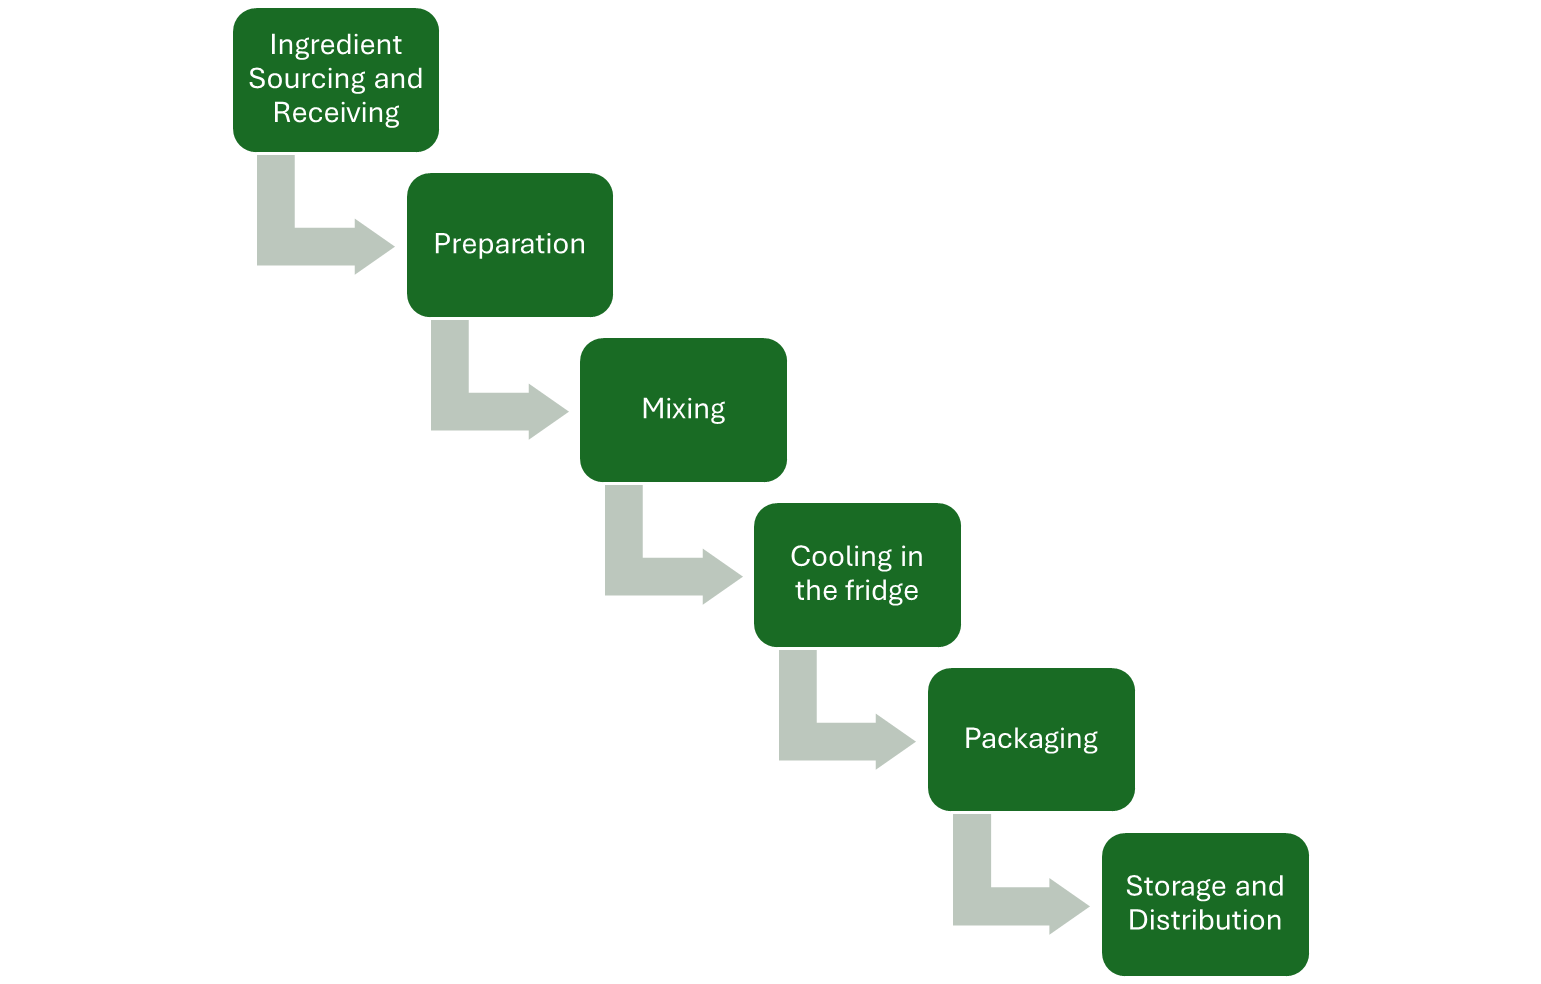 Ingredient
Sourcing and
Receiving
Preparation
Mixing
Cooling in
the fridge
Packaging
Storage and
Distribution